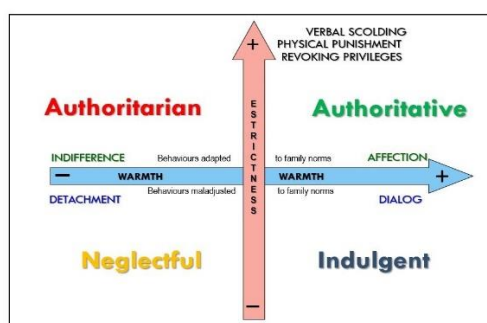 VERBAL SCOLDING
PHYSICAL PUNISHMENT
REVOKING PRIVILEGES
+
Authoritarian
Authoritative
ESTRICTNESS
INDIFFERENCE Behaviours adapted to family norms AFFECTION
− WARMTH WARMTH +
DETACHMENT Behaviours maladjusted to family norms DIALOG
Neglectful
Indulgent
−